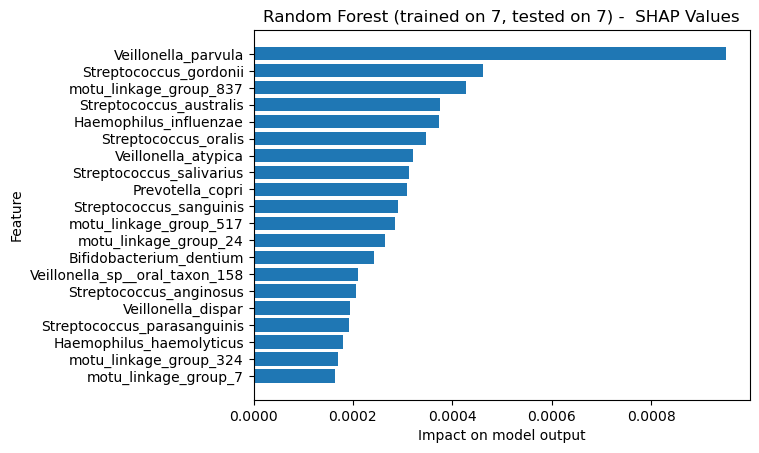 Random Forest (trained on 7, tested on 7) -  SHAP Values
Veillonella_parvula
Streptococcus_gordonii
motu_linkage_group_837
Streptococcus_australis
Haemophilus_influenzae
Streptococcus_oralis
Veillonella_atypica
Streptococcus_salivarius
Prevotella_copri
Streptococcus_sanguinis
motu_linkage_group_517
motu_linkage_group_24
Bifidobacterium_dentium
Veillonella_sp__oral_taxon_158
Streptococcus_anginosus
Veillonella_dispar
Streptococcus_parasanguinis
Haemophilus_haemolyticus
motu_linkage_group_324
motu_linkage_group_7
Feature
0.0000 0.0002 0.0004 0.0006 0.0008
Impact on model output